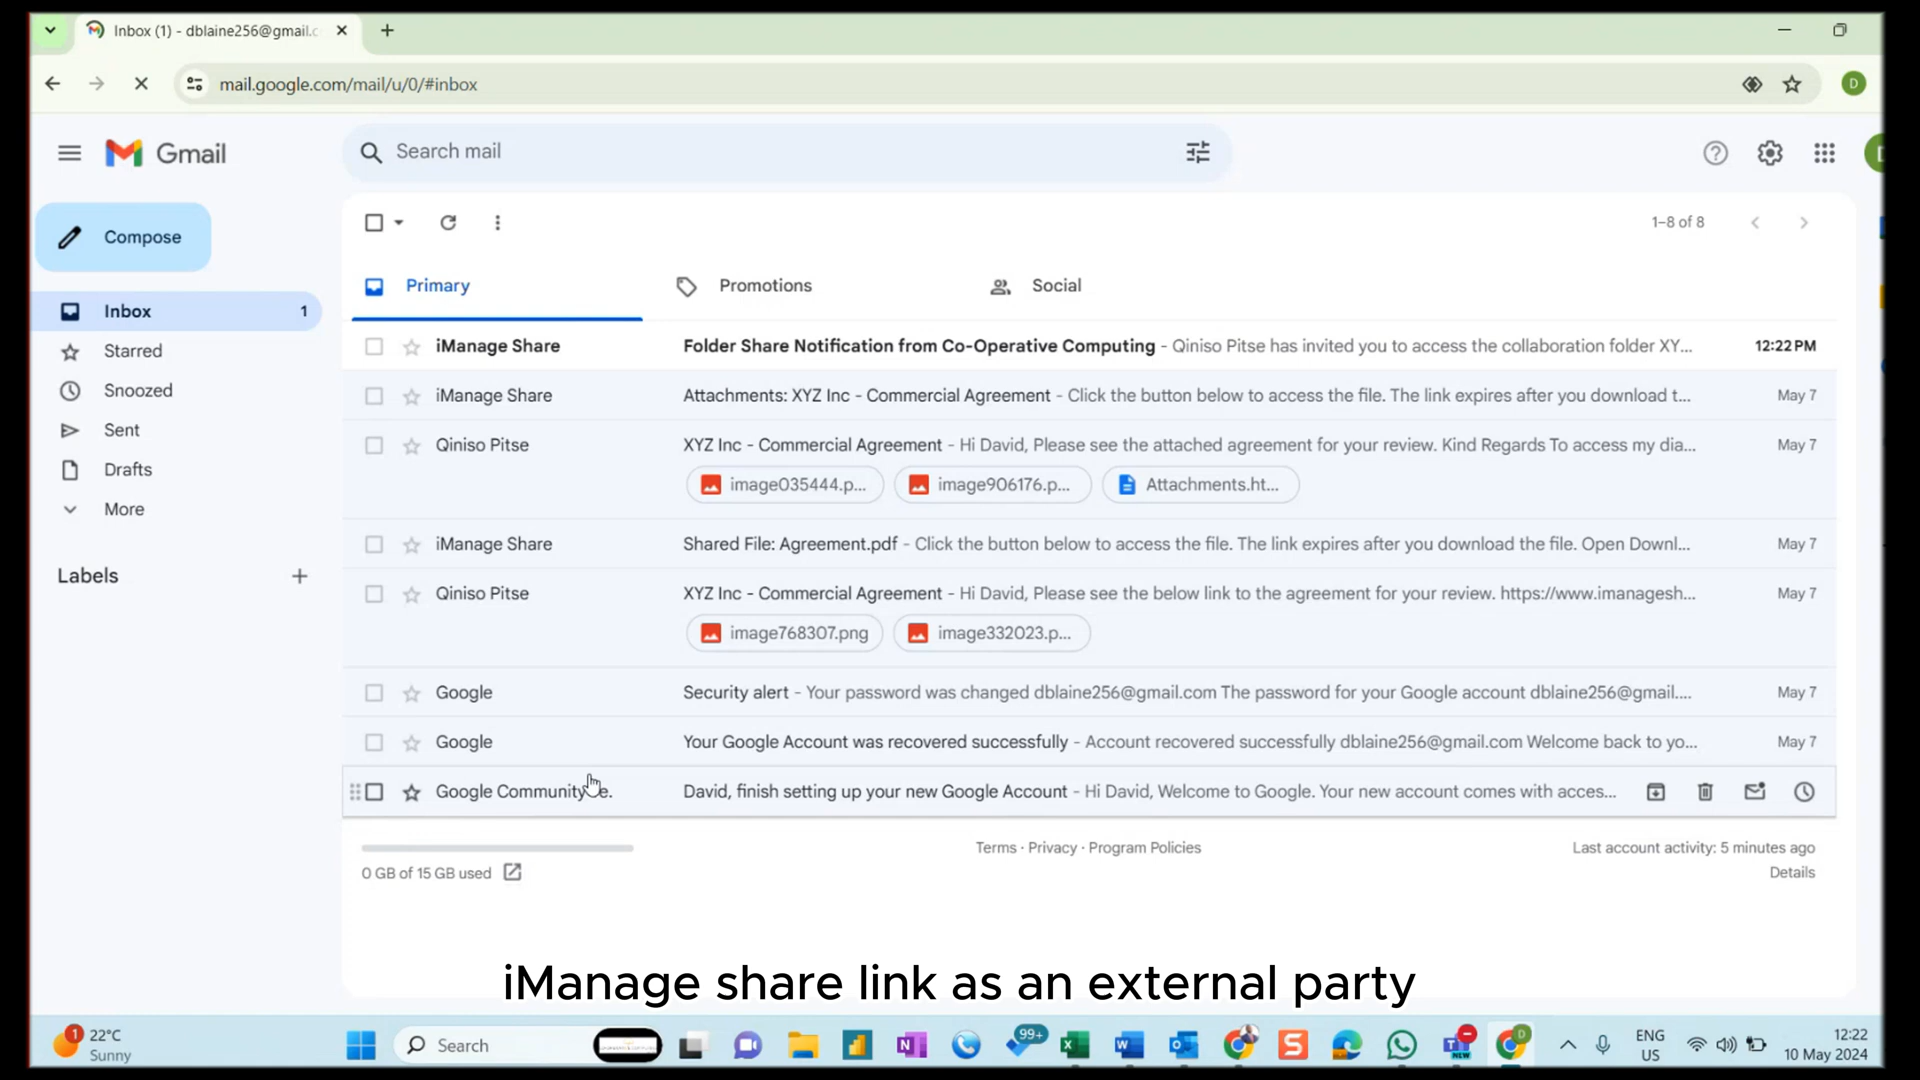 Inbox (1) - dblaine256@gmail.c
mail.google.com/mail/u/0/#inbox
D
Gmail
Search mail
Compose
1–8 of 8
Primary
Promotions
Social
Inbox 1
Starred
Snoozed
Sent
Drafts
More
Labels
iManage Share Folder Share Notification from Co-Operative Computing - Qiniso Pitse has invited you to access the collaboration folder XY... 12:22 PM
iManage Share Attachments: XYZ Inc - Commercial Agreement - Click the button below to access the file. The link expires after you download t... May 7
Qiniso Pitse XYZ Inc - Commercial Agreement - Hi David, Please see the attached agreement for your review. Kind Regards To access my dia... May 7
image035444.p... image906176.p... Attachments.ht...
iManage Share Shared File: Agreement.pdf - Click the button below to access the file. The link expires after you download the file. Open Downl... May 7
Qiniso Pitse XYZ Inc - Commercial Agreement - Hi David, Please see the below link to the agreement for your review. https://www.imanagesh... May 7
image768307.png image332023.p...
Google Security alert - Your password was changed dblaine256@gmail.com The password for your Google account dblaine256@gmail.... May 7
Google Your Google Account was recovered successfully - Account recovered successfully dblaine256@gmail.com Welcome back to yo... May 7
Google Community David, finish setting up your new Google Account - Hi David, Welcome to Google. Your new account comes with acces...
Terms · Privacy · Program Policies
Last account activity: 5 minutes ago
0 GB of 15 GB used
Details
iManage share link as an external party
1
22°C
Sunny
Search
99+
NEW
D
ENG
US
12:22
10 May 2024